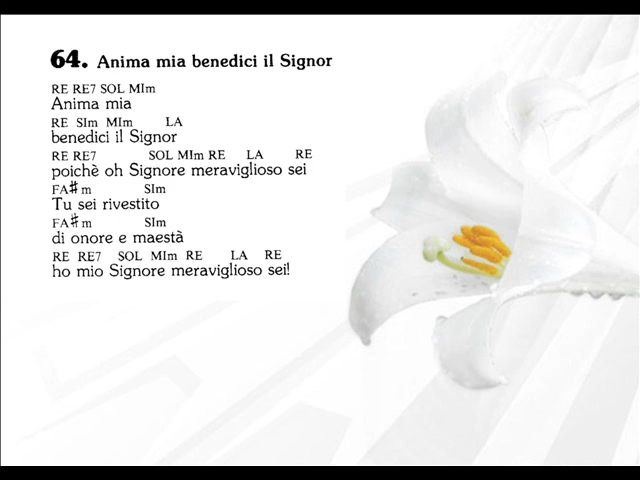 64. Anima mia benedici il Signor
RE RE7 SOL MIm
Anima mia
RE SIm MIm LA
benedici il Signor
RE RE7 SOL MIm RE LA RE
poichè oh Signore meraviglioso sei
FA♯m SIm
Tu sei rivestito
FA♯m SIm
di onore e maestà
RE RE7 SOL MIm RE LA RE
ho mio Signore meraviglioso sei!